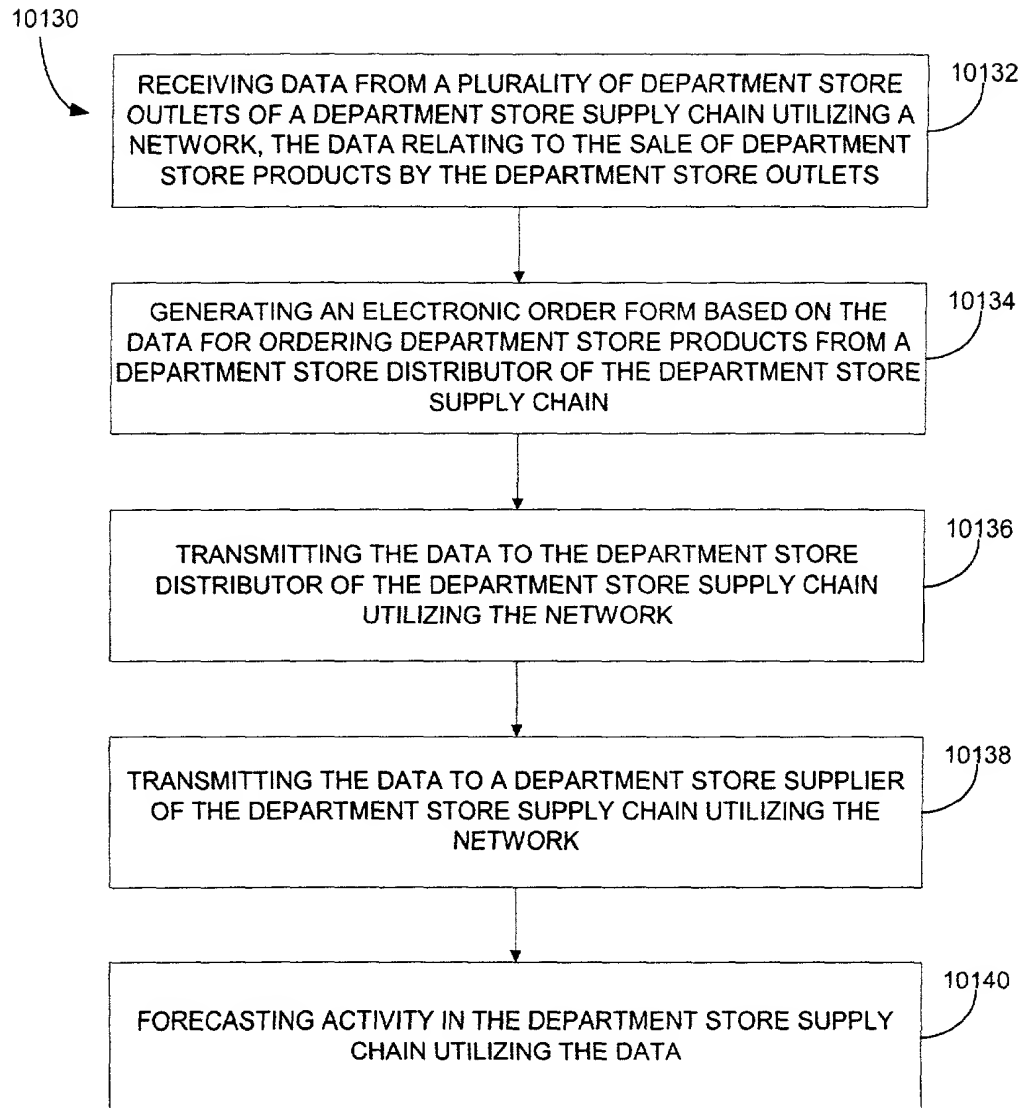 10130
RECEIVING DATA FROM A PLURALITY OF DEPARTMENT STORE
OUTLETS OF A DEPARTMENT STORE SUPPLY CHAIN UTILIZING A
NETWORK, THE DATA RELATING TO THE SALE OF DEPARTMENT
STORE PRODUCTS BY THE DEPARTMENT STORE OUTLETS
10132
GENERATING AN ELECTRONIC ORDER FORM BASED ON THE
DATA FOR ORDERING DEPARTMENT STORE PRODUCTS FROM A
DEPARTMENT STORE DISTRIBUTOR OF THE DEPARTMENT STORE
SUPPLY CHAIN
10134
TRANSMITTING THE DATA TO THE DEPARTMENT STORE
DISTRIBUTOR OF THE DEPARTMENT STORE SUPPLY CHAIN
UTILIZING THE NETWORK
10136
TRANSMITTING THE DATA TO A DEPARTMENT STORE SUPPLIER
OF THE DEPARTMENT STORE SUPPLY CHAIN UTILIZING THE
NETWORK
10138
FORECASTING ACTIVITY IN THE DEPARTMENT STORE SUPPLY
CHAIN UTILIZING THE DATA
10140